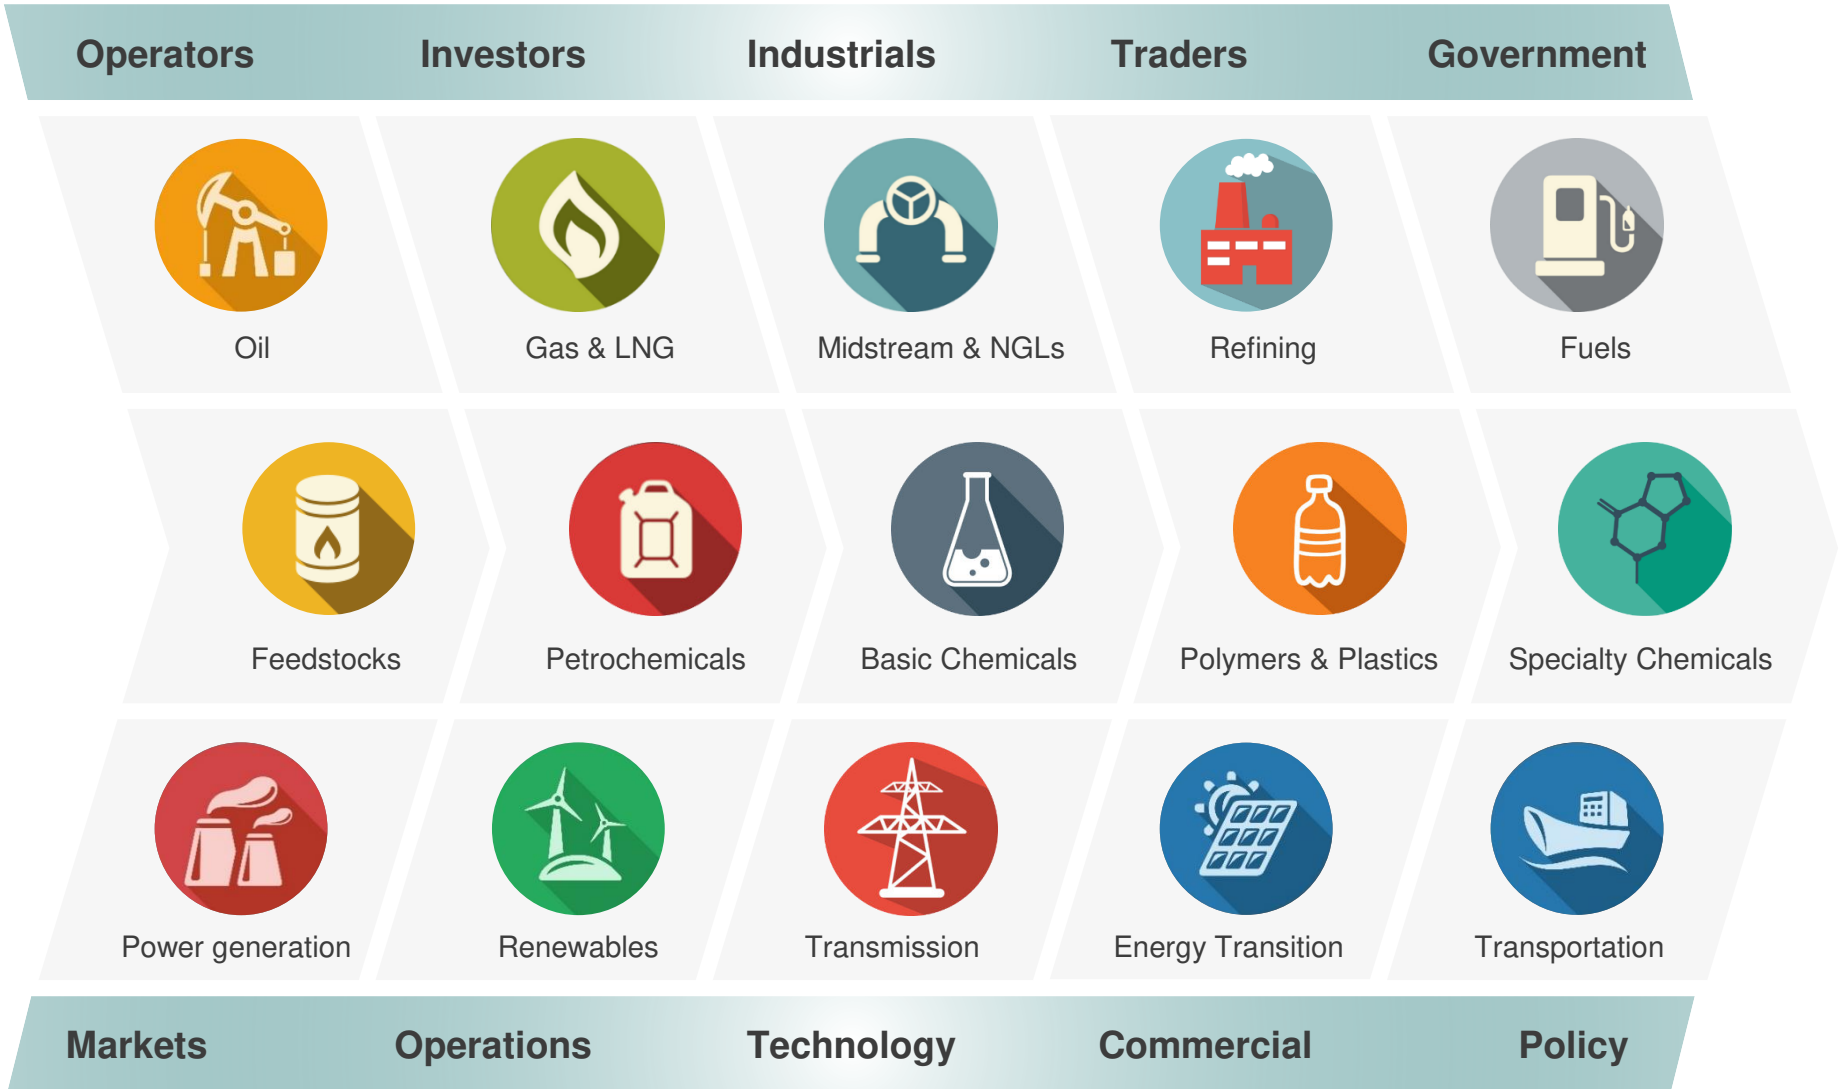 Operators Investors Industrials Traders Government
Oil Gas & LNG Midstream & NGLs Refining Fuels
Feedstocks Petrochemicals Basic Chemicals Polymers & Plastics Specialty Chemicals
Power generation Renewables Transmission Energy Transition Transportation
Markets Operations Technology Commercial Policy